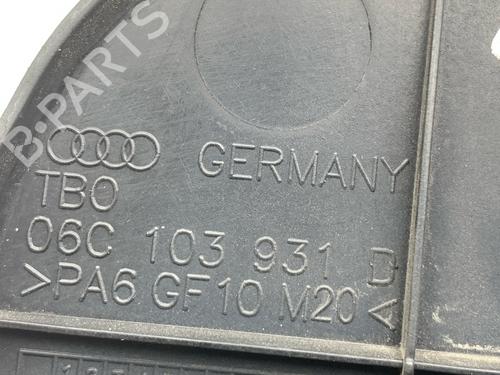 B-PARTS
GERMANY
TBO
06C 103 931 D
>PA6 GF10 M20<